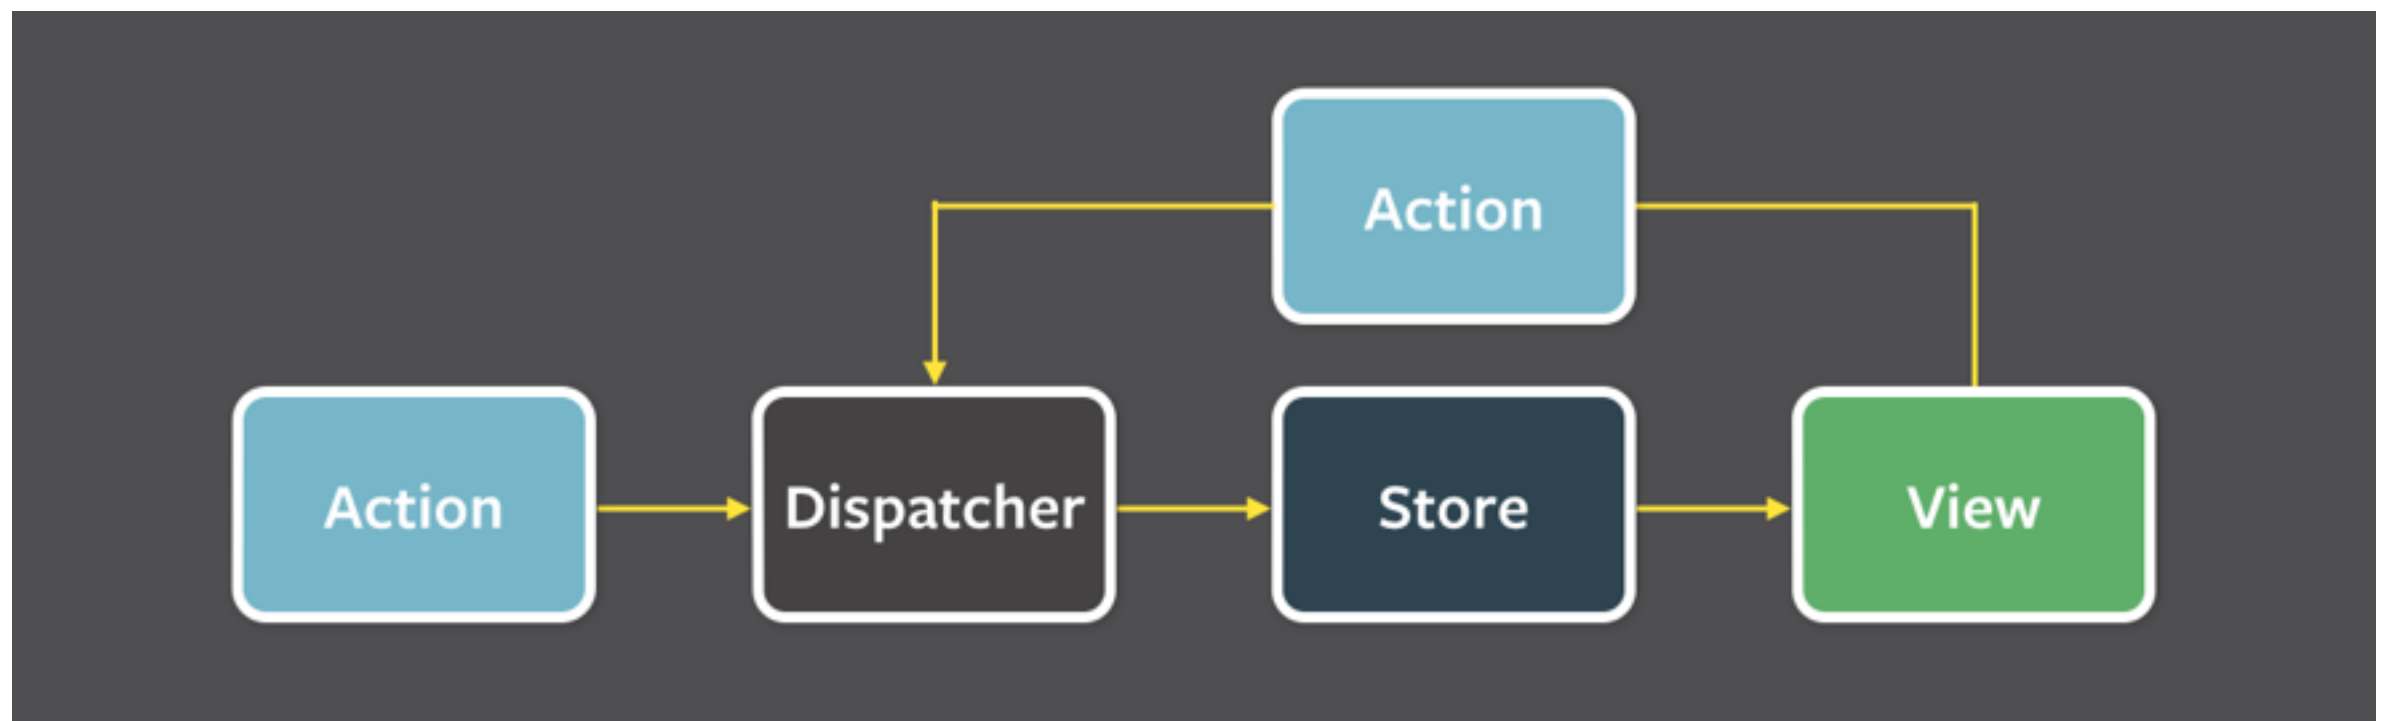 Action
Action
Dispatcher
Store
View